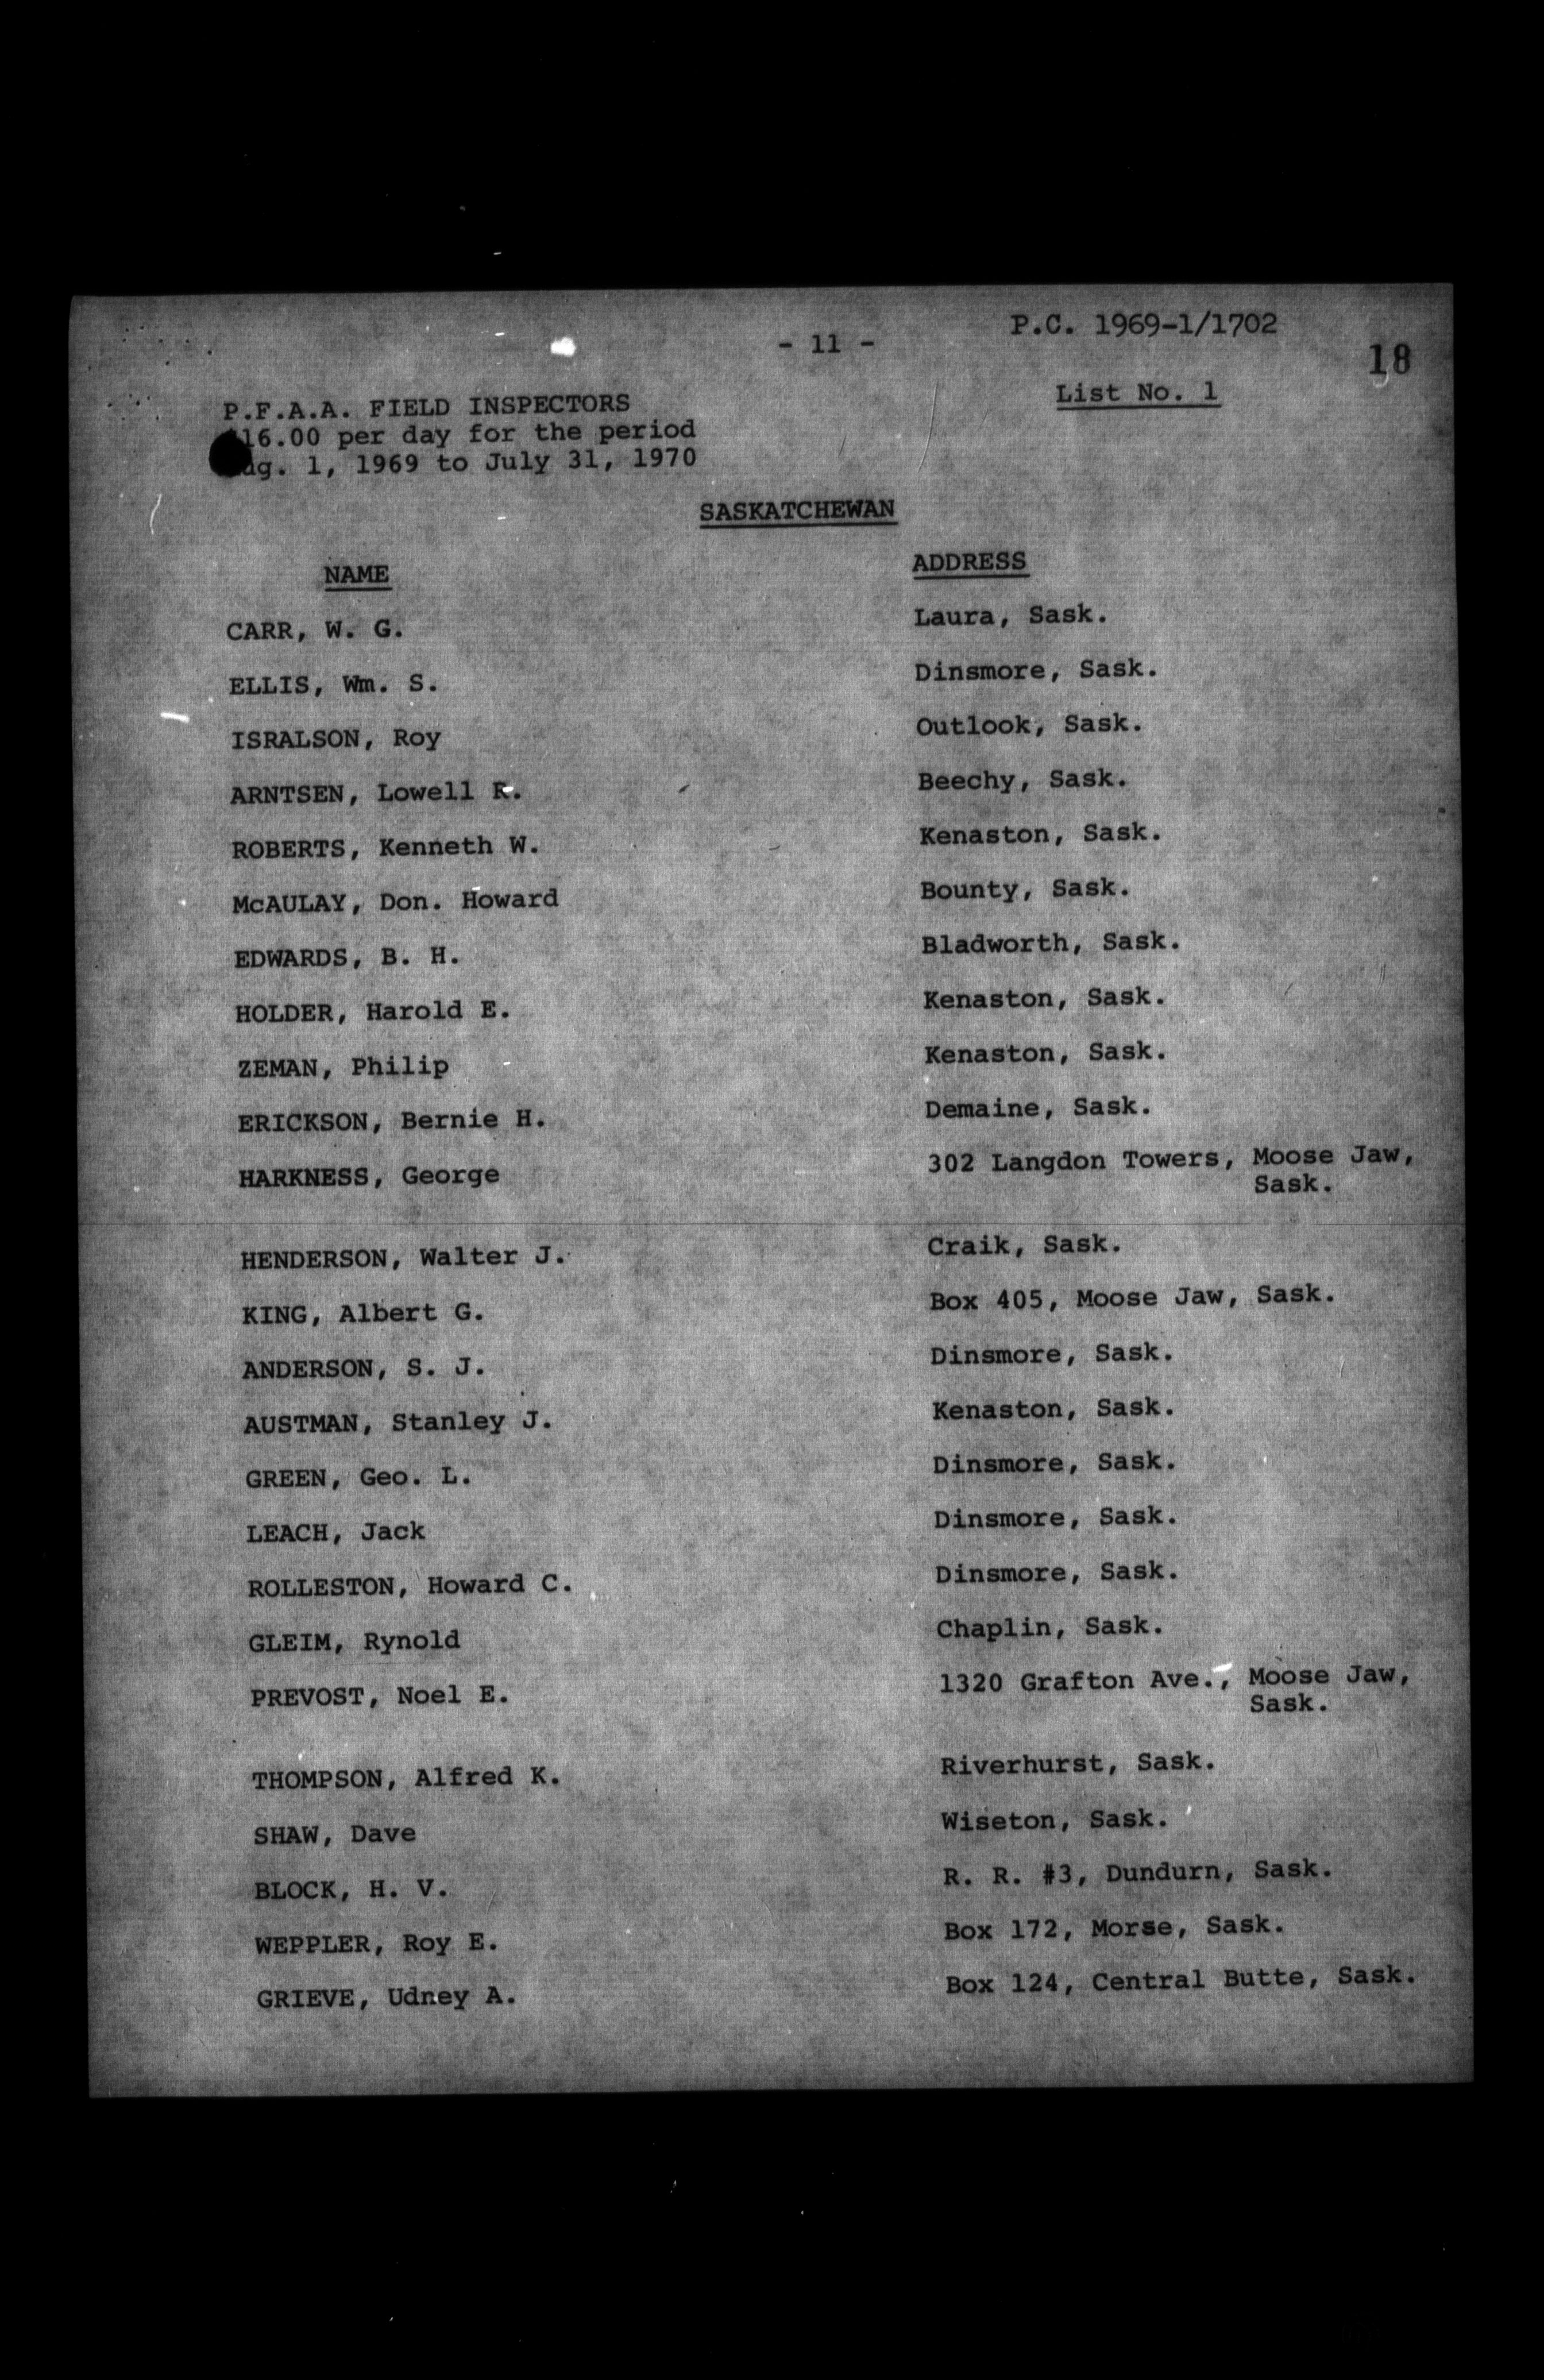 P.C. 1969-1/1702
- 11 -
18
List No. 1
P.F.A.A. FIELD INSPECTORS
$16.00 per day for the period
Aug. 1, 1969 to July 31, 1970
SASKATCHEWAN
NAME ADDRESS
CARR, W. G. Laura, Sask.
ELLIS, Wm. S. Dinsmore, Sask.
ISRALSON, Roy Outlook, Sask.
ARNTSEN, Lowell R. Beechy, Sask.
ROBERTS, Kenneth W. Kenaston, Sask.
McAULAY, Don. Howard Bounty, Sask.
EDWARDS, B. H. Bladworth, Sask.
HOLDER, Harold E. Kenaston, Sask.
ZEMAN, Philip Kenaston, Sask.
ERICKSON, Bernie H. Demaine, Sask.
HARKNESS, George 302 Langdon Towers, Moose Jaw,
Sask.
HENDERSON, Walter J. Craik, Sask.
KING, Albert G. Box 405, Moose Jaw, Sask.
ANDERSON, S. J. Dinsmore, Sask.
AUSTMAN, Stanley J. Kenaston, Sask.
GREEN, Geo. L. Dinsmore, Sask.
LEACH, Jack Dinsmore, Sask.
ROLLESTON, Howard C. Dinsmore, Sask.
GLEIM, Rynold Chaplin, Sask.
PREVOST, Noel E. 1320 Grafton Ave., Moose Jaw,
Sask.
THOMPSON, Alfred K. Riverhurst, Sask.
SHAW, Dave Wiseton, Sask.
BLOCK, H. V. R. R. #3, Dundurn, Sask.
WEPPLER, Roy E. Box 172, Morse, Sask.
GRIEVE, Udney A. Box 124, Central Butte, Sask.